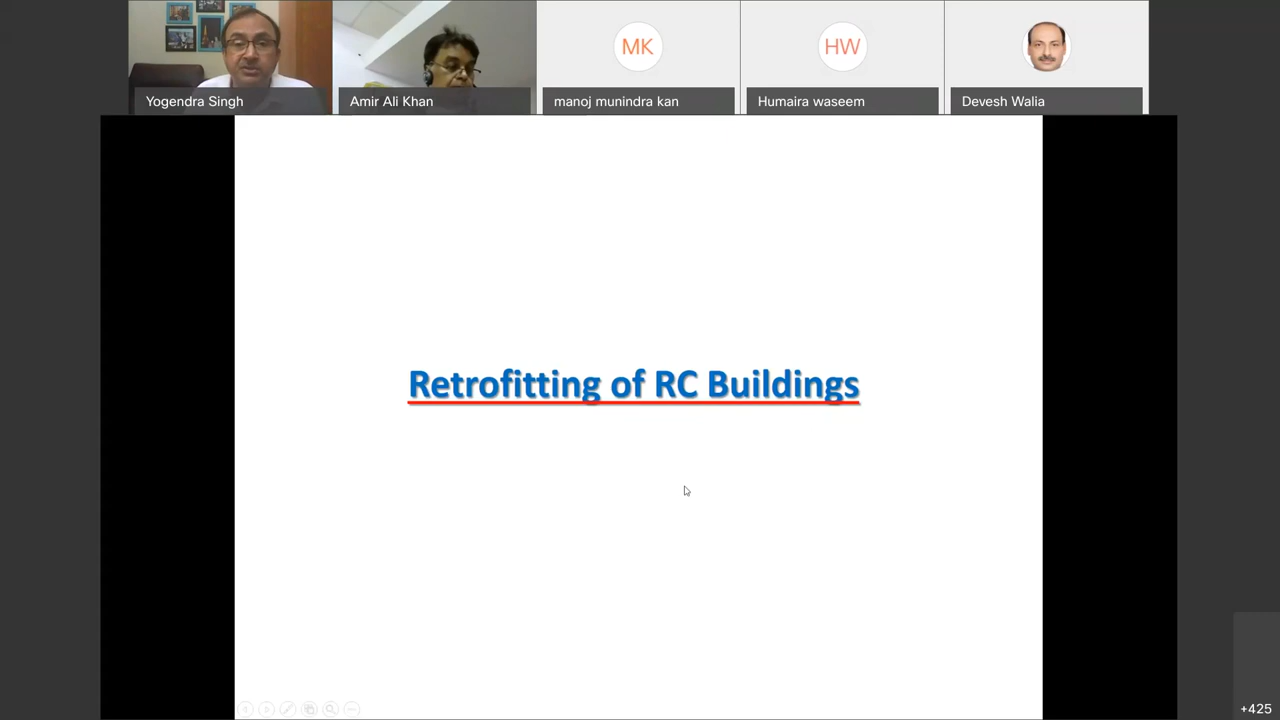 MK
HW
Yogendra Singh
Amir Ali Khan
manoj munindra kan
Humaira waseem
Devesh Walia
Retrofitting of RC Buildings
+425